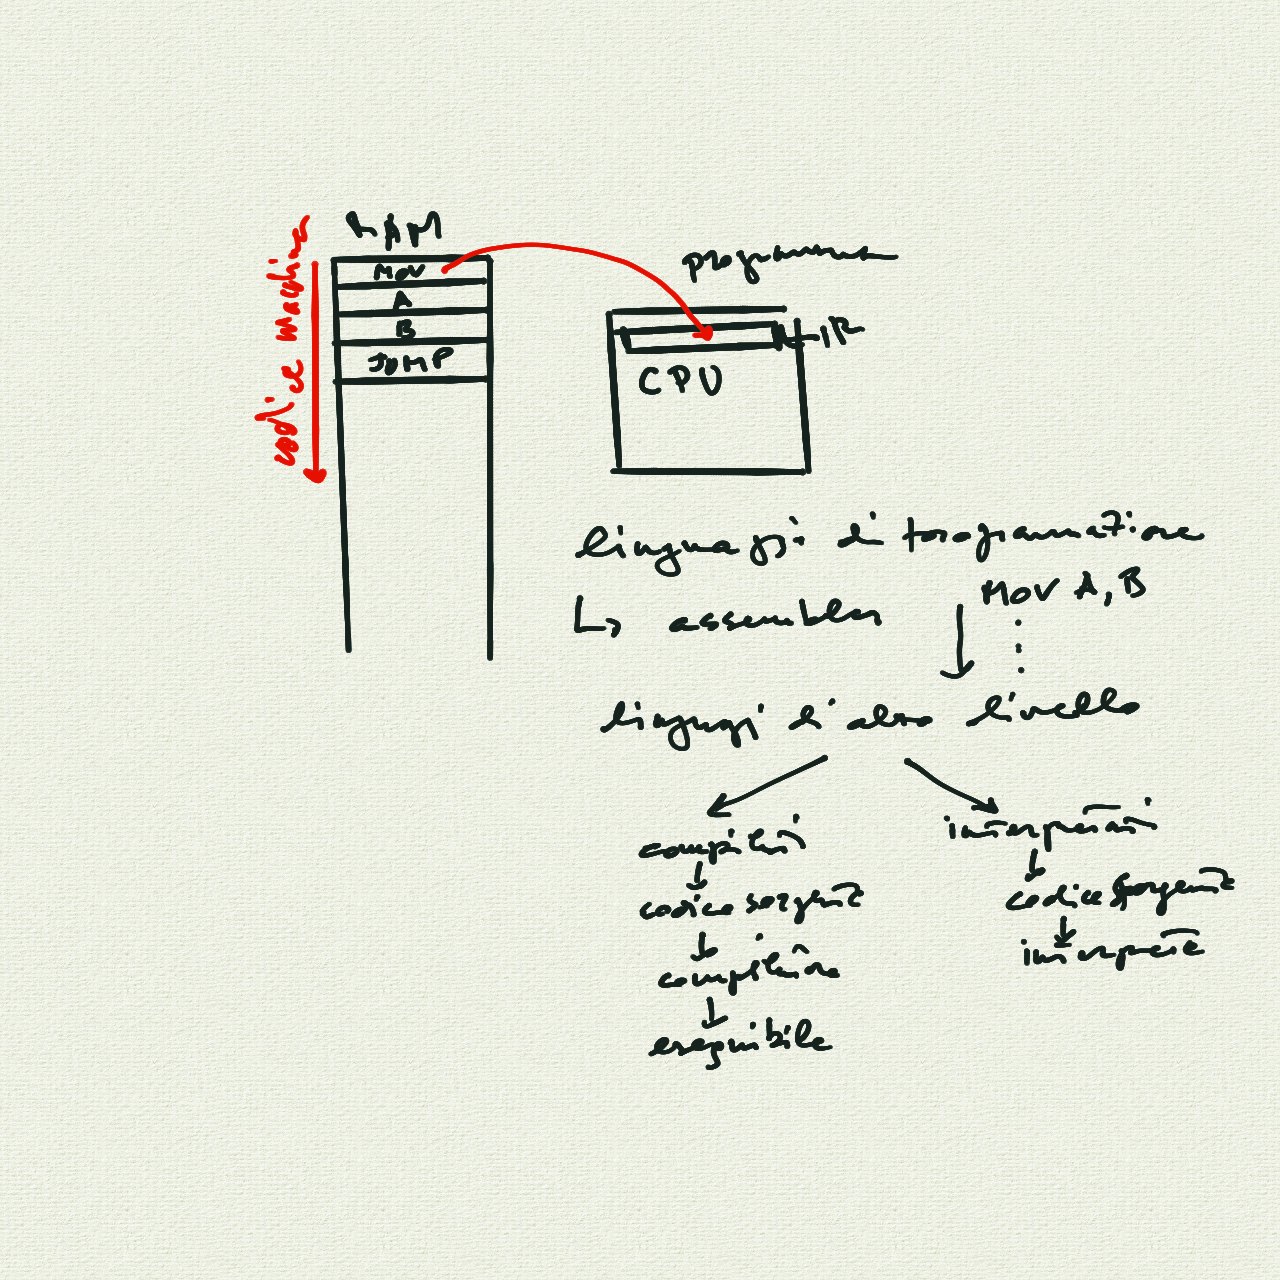 RAM
codice macchina
MOV
A
B
JUMP
programma
IR
CPU
linguaggi di programmazione
assembler
MOV A, B
linguaggi d'alto livello
compilati
interpretati
codice sorgente
codice sorgente
compilatore
interprete
eseguibile